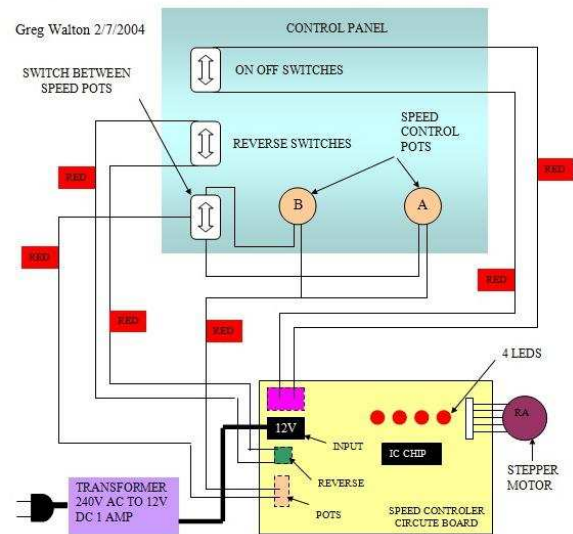 Greg Walton 2/7/2004
CONTROL PANEL
SWITCH BETWEEN
SPEED POTS
ON OFF SWITCHES
SPEED
CONTROL
POTS
REVERSE SWITCHES
RED
RED
B
A
RED
RED
RED
RED
4 LEDS
12V
INPUT
IC CHIP
RA
REVERSE
STEPPER
MOTOR
TRANSFORMER
240V AC TO 12V
DC 1 AMP
POTS
SPEED CONTROLER
CIRCUTE BOARD